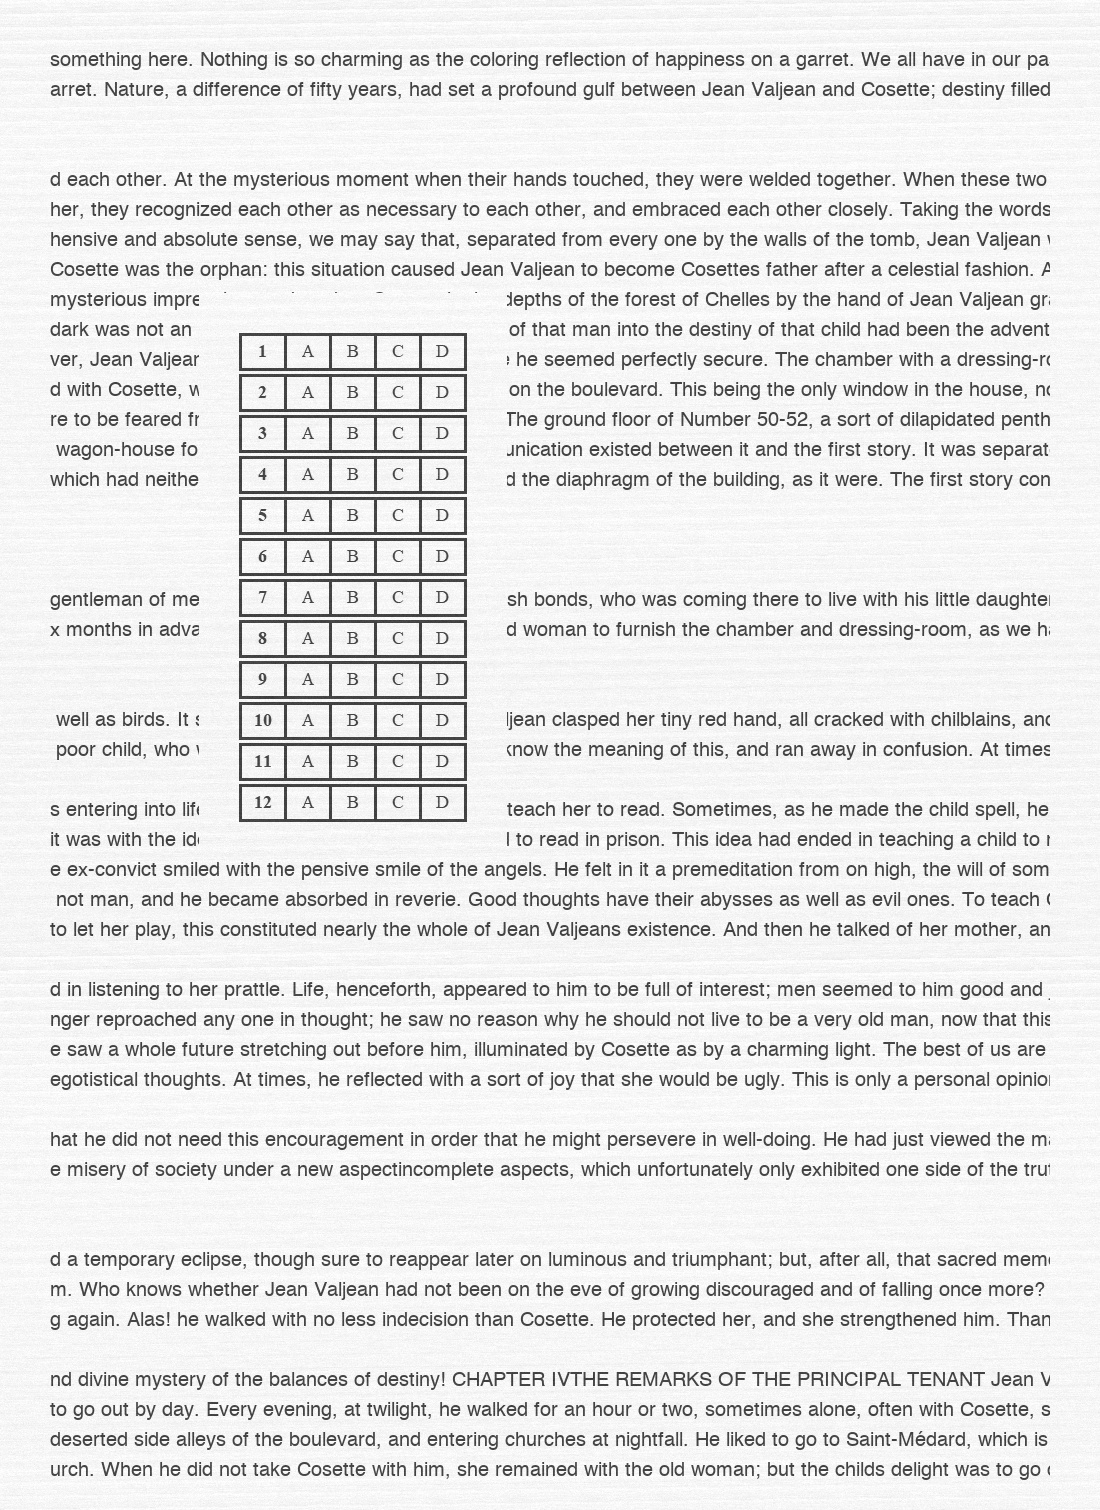 something here. Nothing is so charming as the coloring reflection of happiness on a garret. We all have in our pa
arret. Nature, a difference of fifty years, had set a profound gulf between Jean Valjean and Cosette; destiny filled
d each other. At the mysterious moment when their hands touched, they were welded together. When these two
her, they recognized each other as necessary to each other, and embraced each other closely. Taking the words
hensive and absolute sense, we may say that, separated from every one by the walls of the tomb, Jean Valjean
Cosette was the orphan: this situation caused Jean Valjean to become Cosettes father after a celestial fashion. A
mysterious impre depths of the forest of Chelles by the hand of Jean Valjean gra
dark was not an of that man into the destiny of that child had been the advent
ver, Jean Valjean he seemed perfectly secure. The chamber with a dressing-ro
d with Cosette, w on the boulevard. This being the only window in the house, no
re to be feared fr The ground floor of Number 50-52, a sort of dilapidated penth
wagon-house fo unication existed between it and the first story. It was separat
which had neithe d the diaphragm of the building, as it were. The first story con
gentleman of me sh bonds, who was coming there to live with his little daughter
x months in adva d woman to furnish the chamber and dressing-room, as we ha
well as birds. It s ljean clasped her tiny red hand, all cracked with chilblains, and
poor child, who know the meaning of this, and ran away in confusion. At times
s entering into life teach her to read. Sometimes, as he made the child spell, he
it was with the ide l to read in prison. This idea had ended in teaching a child to r
1 A B C D
2 A B C D
3 A B C D
4 A B C D
5 A B C D
6 A B C D
7 A B C D
8 A B C D
9 A B C D
10 A B C D
11 A B C D
12 A B C D
e ex-convict smiled with the pensive smile of the angels. He felt in it a premeditation from on high, the will of som
not man, and he became absorbed in reverie. Good thoughts have their abysses as well as evil ones. To teach C
to let her play, this constituted nearly the whole of Jean Valjeans existence. And then he talked of her mother, an
d in listening to her prattle. Life, henceforth, appeared to him to be full of interest; men seemed to him good and
nger reproached any one in thought; he saw no reason why he should not live to be a very old man, now that this
e saw a whole future stretching out before him, illuminated by Cosette as by a charming light. The best of us are
egotistical thoughts. At times, he reflected with a sort of joy that she would be ugly. This is only a personal opinion
hat he did not need this encouragement in order that he might persevere in well-doing. He had just viewed the ma
e misery of society under a new aspectincomplete aspects, which unfortunately only exhibited one side of the trut
d a temporary eclipse, though sure to reappear later on luminous and triumphant; but, after all, that sacred memo
m. Who knows whether Jean Valjean had not been on the eve of growing discouraged and of falling once more?
g again. Alas! he walked with no less indecision than Cosette. He protected her, and she strengthened him. Than
nd divine mystery of the balances of destiny! CHAPTER IVTHE REMARKS OF THE PRINCIPAL TENANT Jean V
to go out by day. Every evening, at twilight, he walked for an hour or two, sometimes alone, often with Cosette, s
deserted side alleys of the boulevard, and entering churches at nightfall. He liked to go to Saint-Médard, which is
urch. When he did not take Cosette with him, she remained with the old woman; but the childs delight was to go